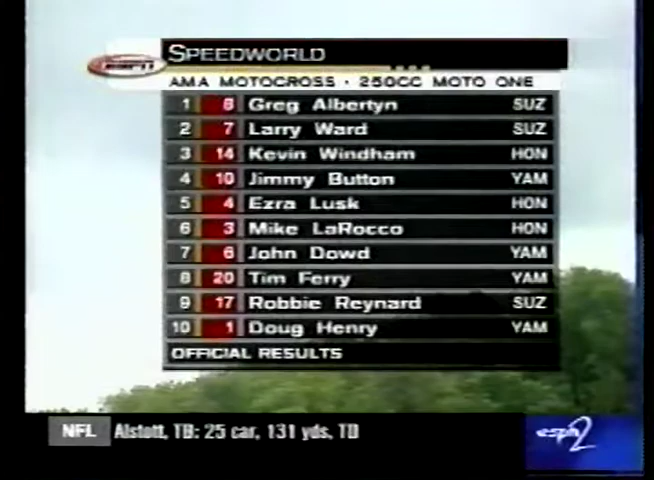 ESPN SPEEDWORLD
AMA MOTOCROSS · 250CC MOTO ONE
1 8 Greg Albertyn SUZ
2 7 Larry Ward SUZ
3 14 Kevin Windham HON
4 10 Jimmy Button YAM
5 4 Ezra Lusk HON
6 3 Mike LaRocco HON
7 6 John Dowd YAM
8 20 Tim Ferry YAM
9 17 Robbie Reynard SUZ
10 1 Doug Henry YAM
OFFICIAL RESULTS
NFL Alstott, TB: 25 car, 131 yds, TD espn2